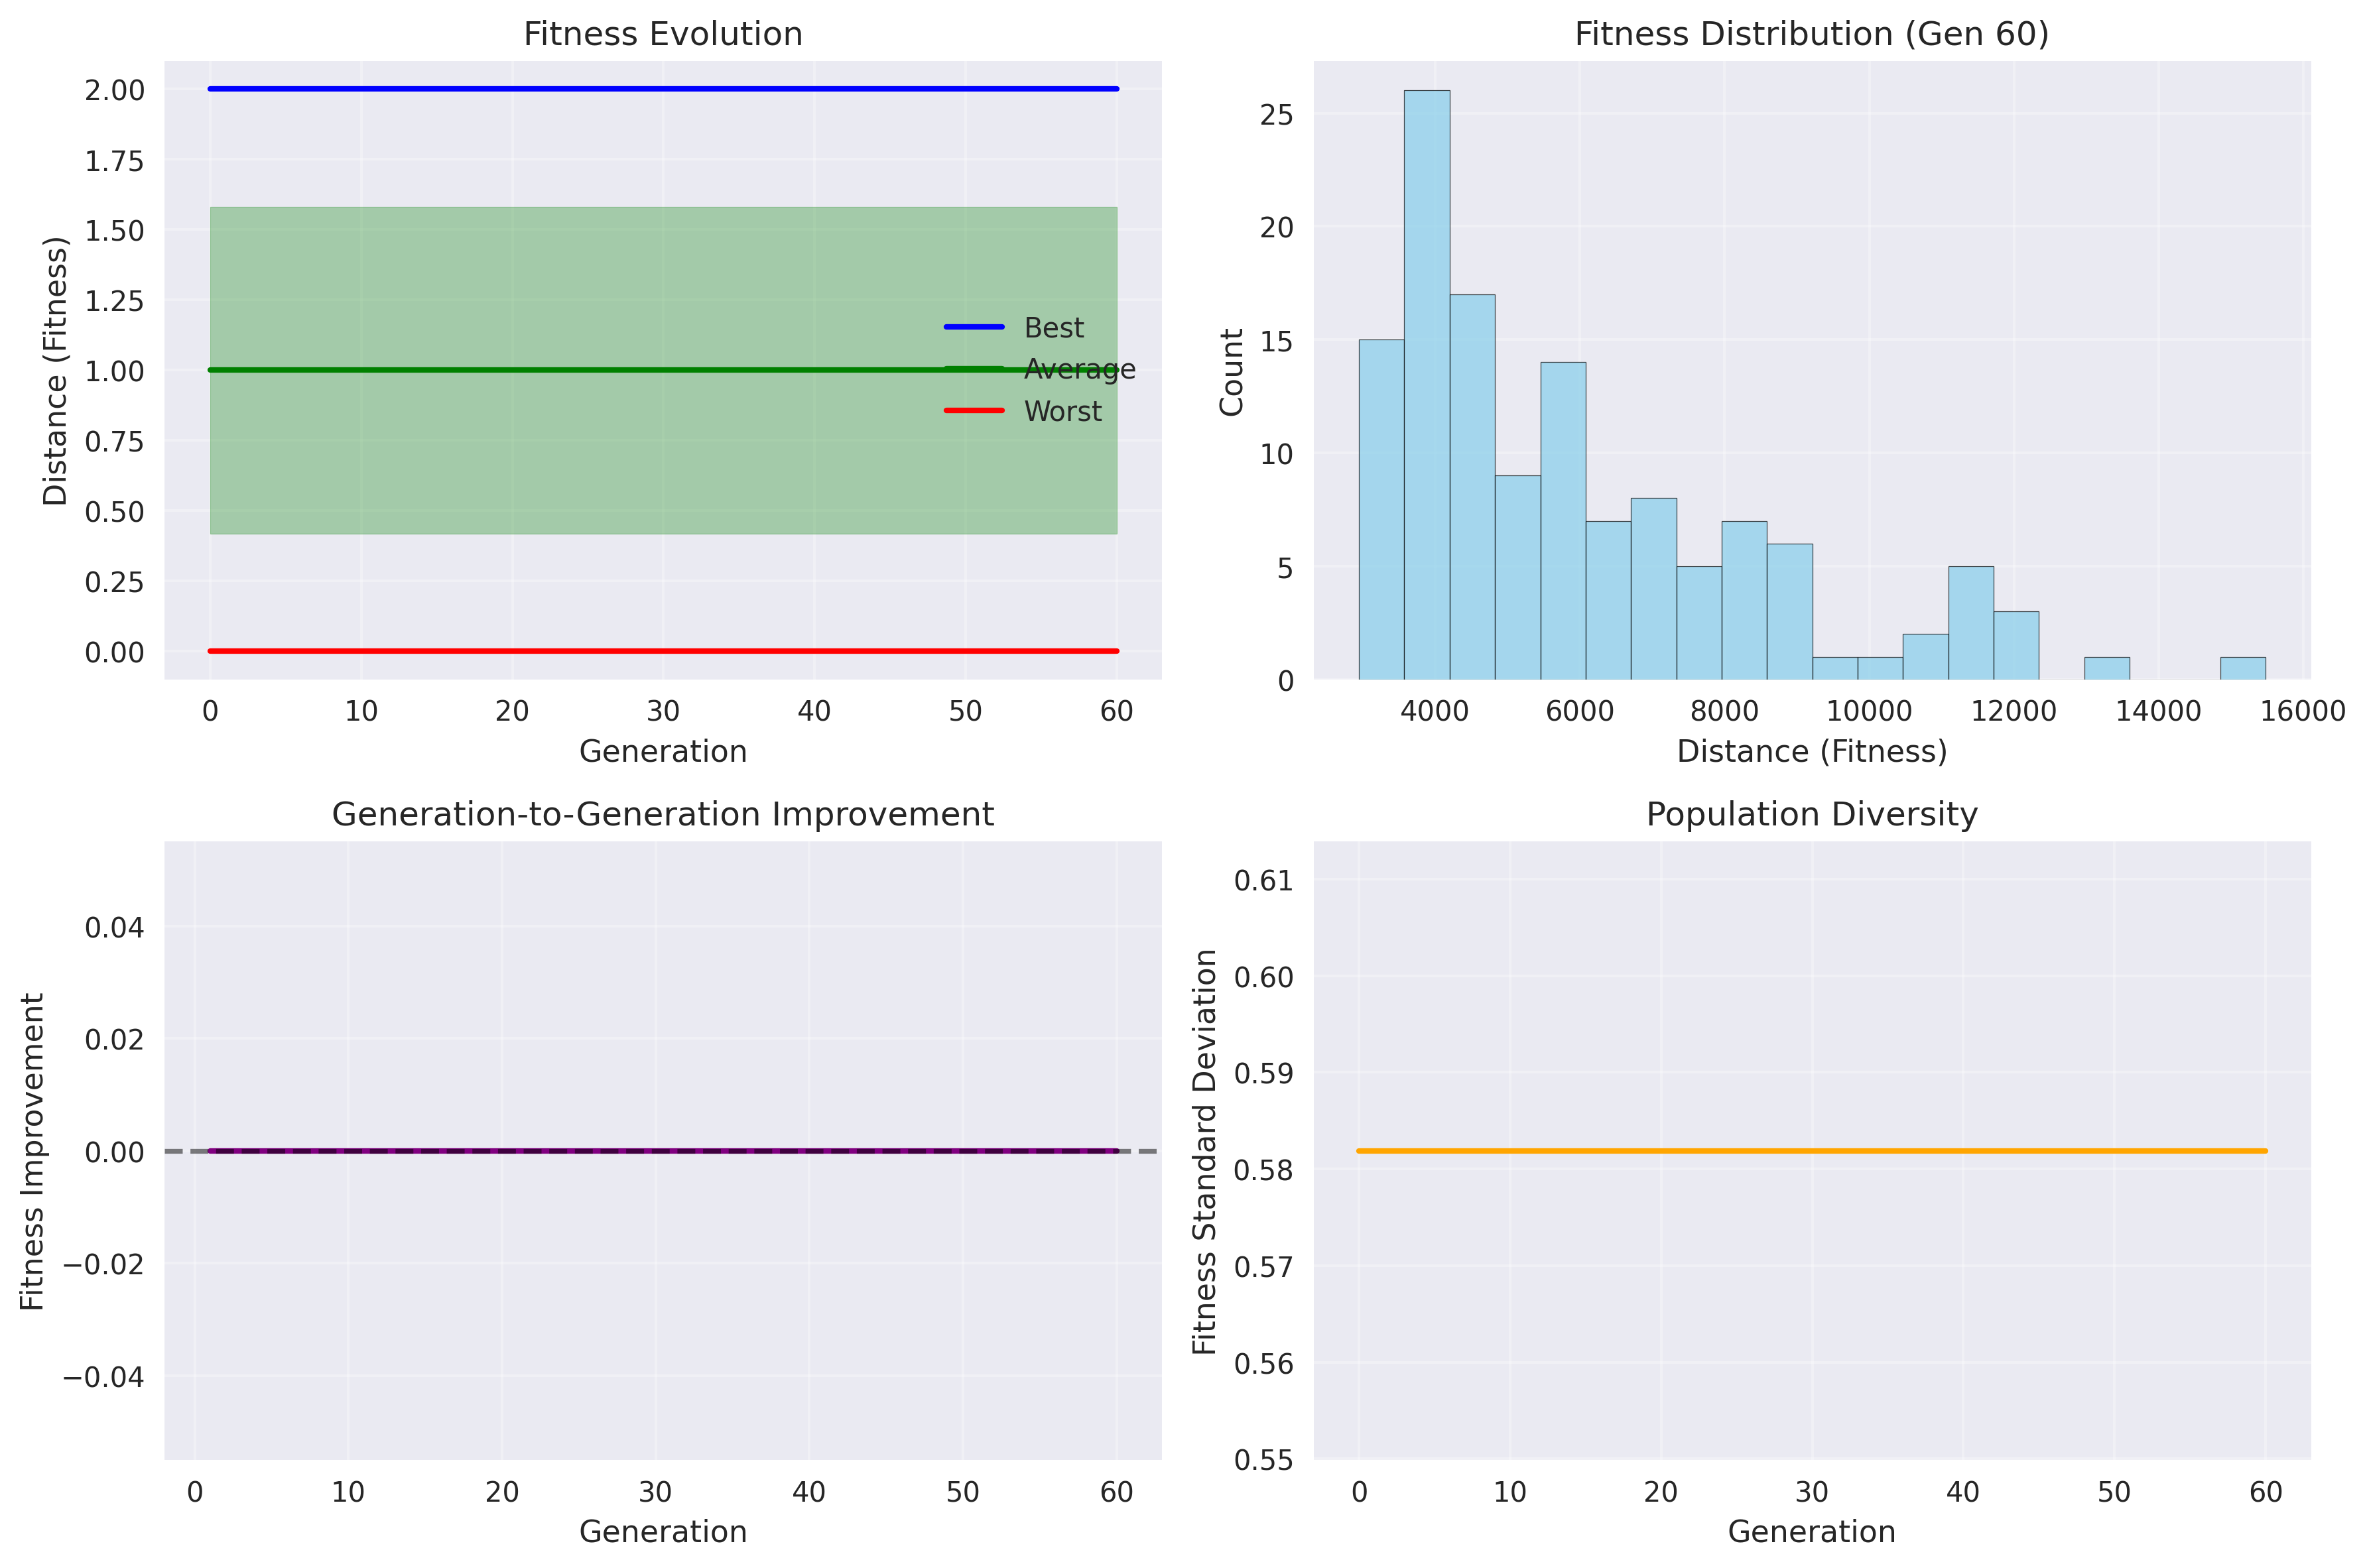 Fitness Evolution
Distance (Fitness)
2.00
1.75
1.50
1.25
1.00
0.75
0.50
0.25
0.00
Best
Average
Worst
0 10 20 30 40 50 60
Generation
Fitness Distribution (Gen 60)
Count
25
20
15
10
5
0
4000 6000 8000 10000 12000 14000 16000
Distance (Fitness)
Generation-to-Generation Improvement
Fitness Improvement
0.04
0.02
0.00
−0.02
−0.04
0 10 20 30 40 50 60
Generation
Population Diversity
Fitness Standard Deviation
0.61
0.60
0.59
0.58
0.57
0.56
0.55
0 10 20 30 40 50 60
Generation